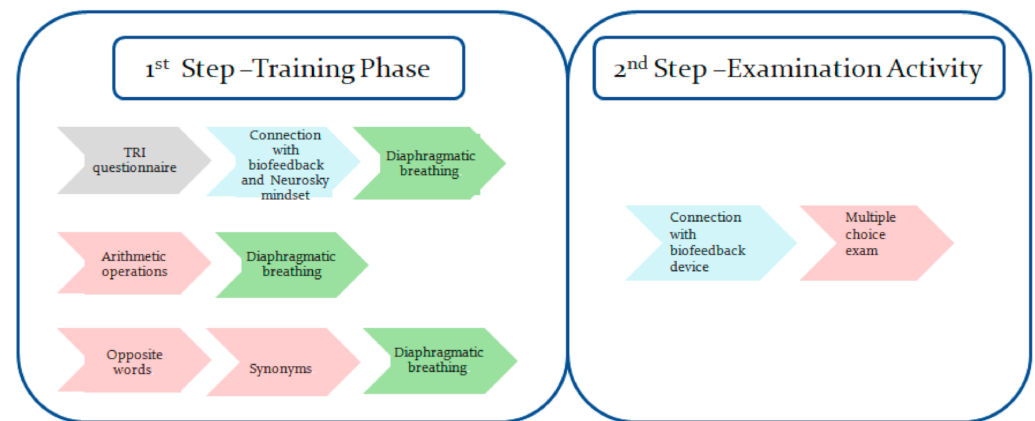 1st Step –Training Phase
TRI
questionnaire
Connection
with
biofeedback
and Neurosky
mindset
Diaphragmatic
breathing
Arithmetic
operations
Diaphragmatic
breathing
Opposite
words
Synonyms
Diaphragmatic
breathing
2nd Step –Examination Activity
Connection
with
biofeedback
device
Multiple
choice
exam